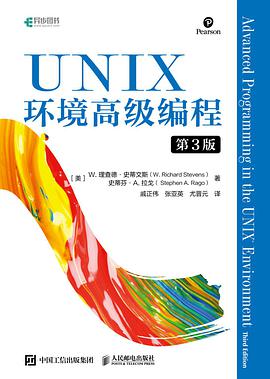 异步图书
Pearson
UNIX
环境高级编程
第3版
[美] W. 理查德·史蒂文斯（W. Richard Stevens） 著
史蒂芬·A. 拉戈（Stephen A. Rago）
戚正伟 张亚英 尤晋元 译
中国工信出版集团
人民邮电出版社
Advanced Programming in the UNIX Environment Third Edition